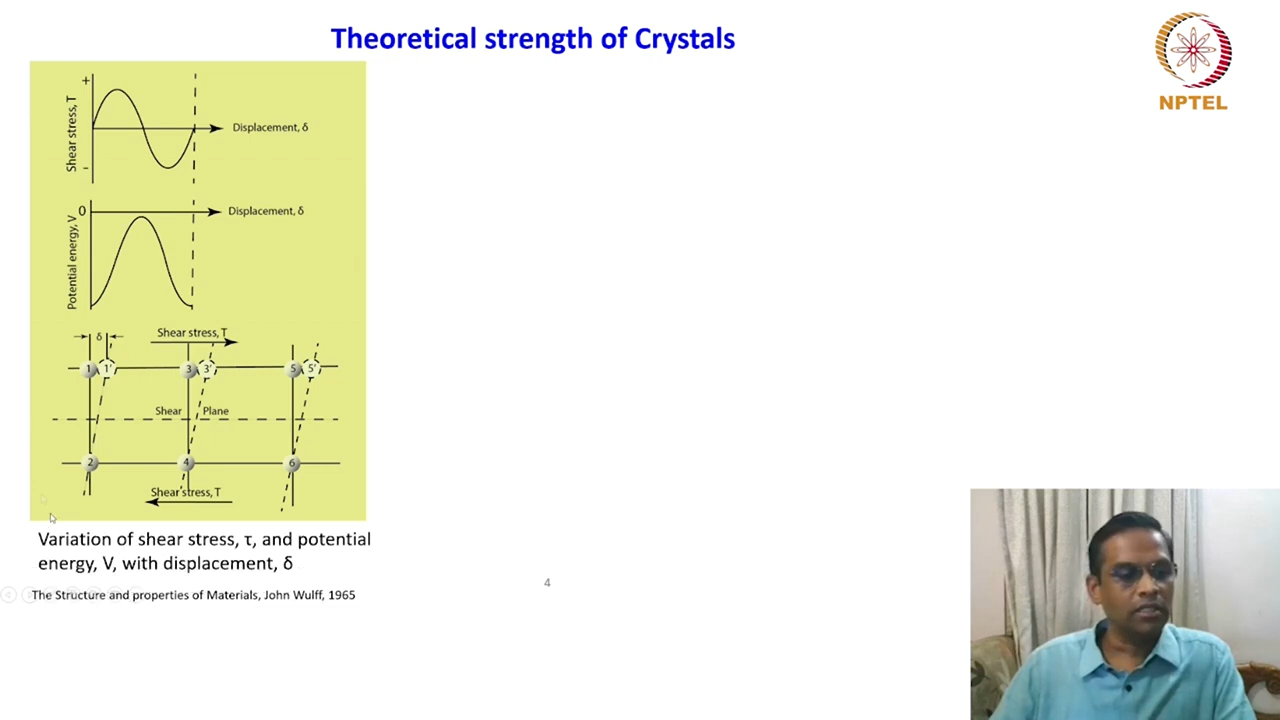 Theoretical strength of Crystals
NPTEL
+
Shear stress, T
-
Displacement, δ
0
Potential energy, V
Displacement, δ
δ
Shear stress, T
1 1' 3 3' 5 5'
Shear Plane
2 4 6
Shear stress, T
Variation of shear stress, τ, and potential
energy, V, with displacement, δ
The Structure and properties of Materials, John Wulff, 1965
4